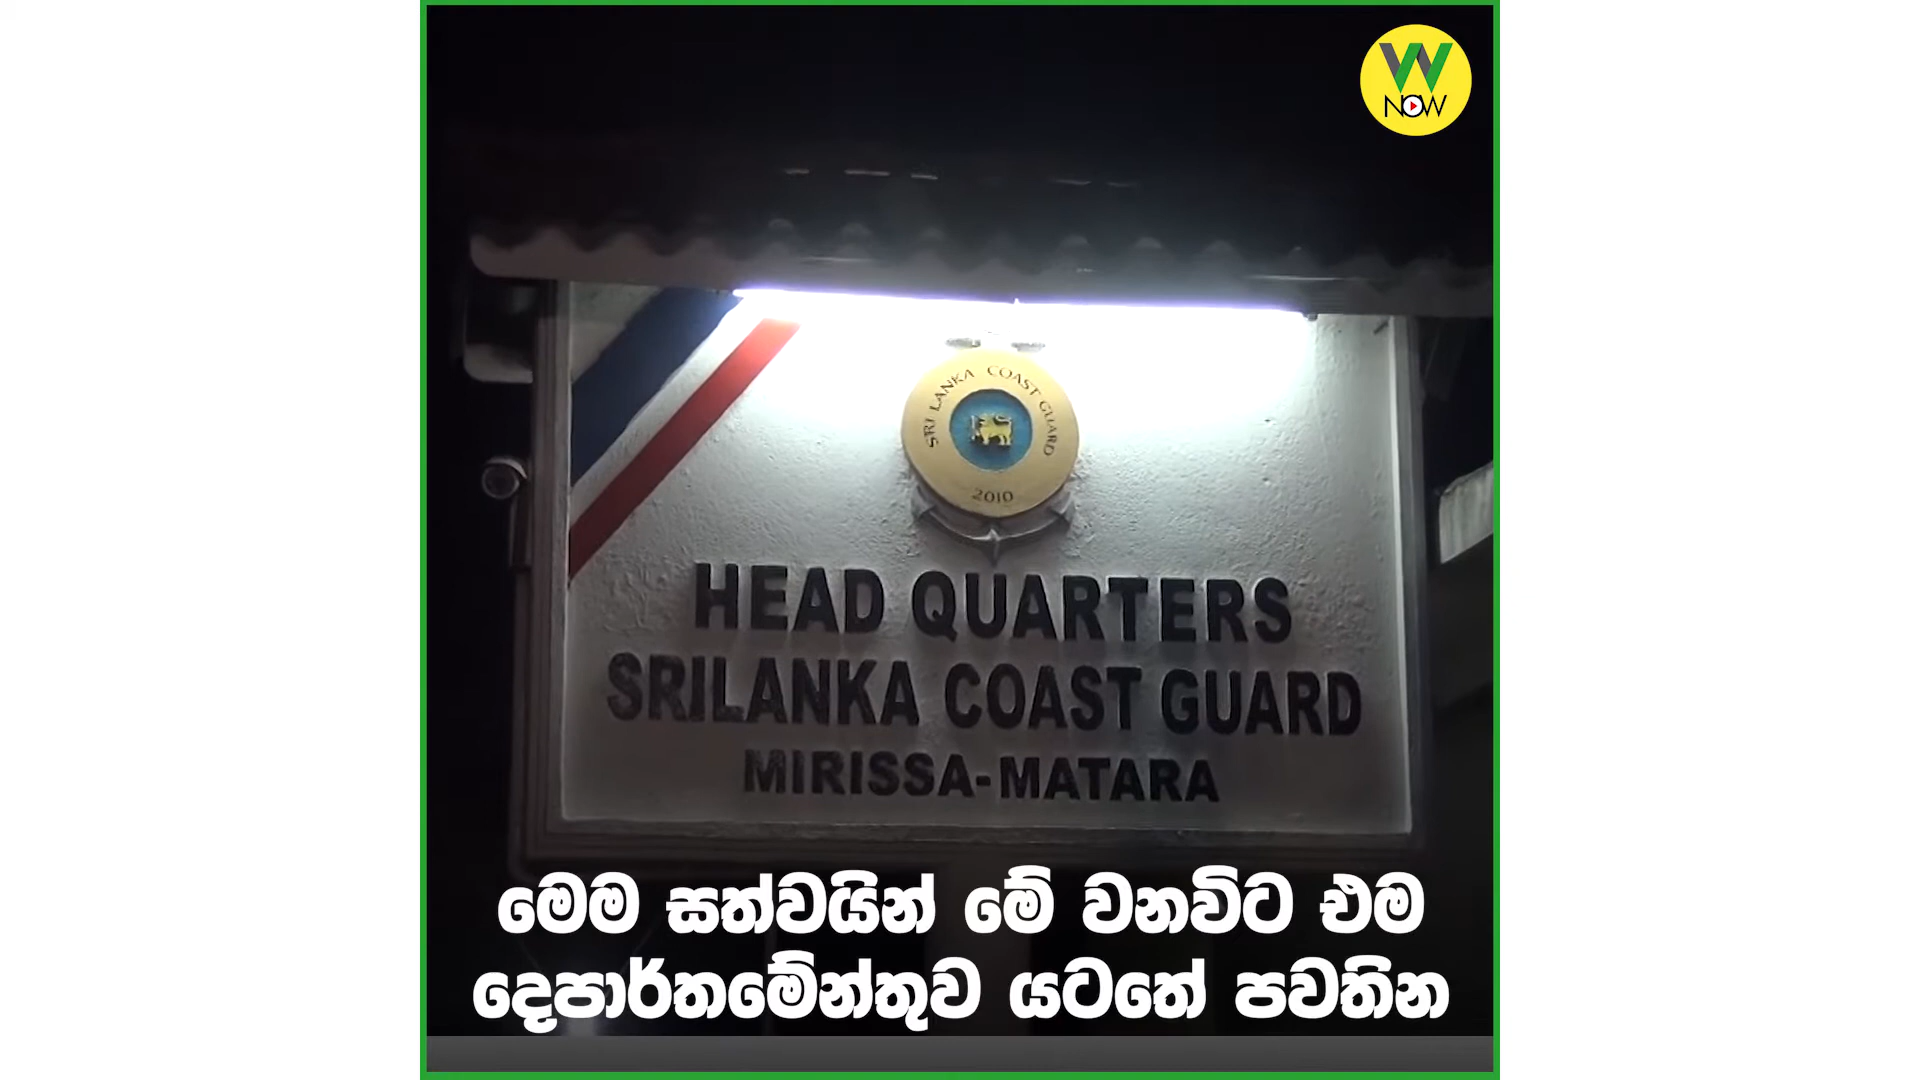 W
NOW
SRI LANKA COAST GUARD
2010
HEAD QUARTERS
SRILANKA COAST GUARD
MIRISSA-MATARA
මෙම සත්වයින් මේ වනවිට එම
දෙපාර්තමේන්තුව යටතේ පවතින